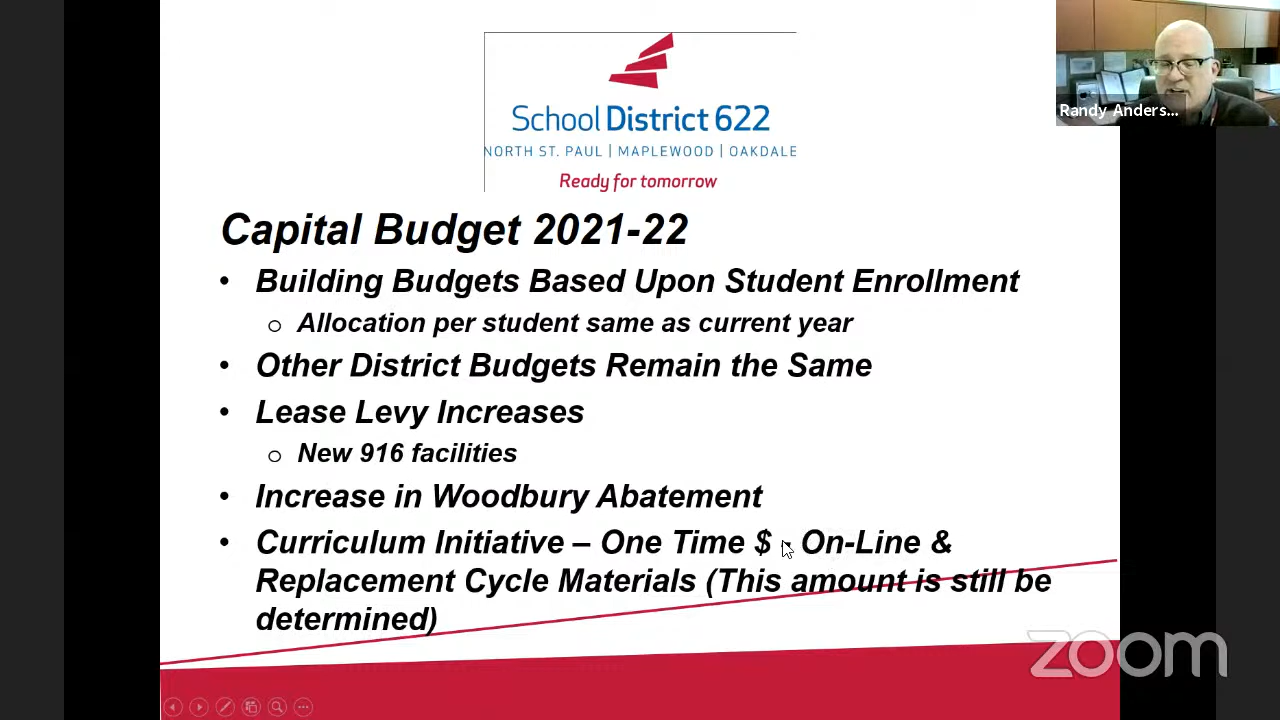 School District 622
NORTH ST. PAUL | MAPLEWOOD | OAKDALE
Ready for tomorrow
Randy Anders...
Capital Budget 2021-22
• Building Budgets Based Upon Student Enrollment
o Allocation per student same as current year
• Other District Budgets Remain the Same
• Lease Levy Increases
o New 916 facilities
• Increase in Woodbury Abatement
• Curriculum Initiative – One Time $ - On-Line &
Replacement Cycle Materials (This amount is still be
determined)
zoom